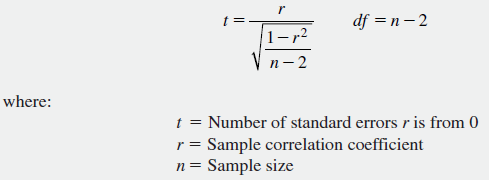 t = r / √((1 − r²) / (n − 2))   df = n − 2
where:
t = Number of standard errors r is from 0
r = Sample correlation coefficient
n = Sample size